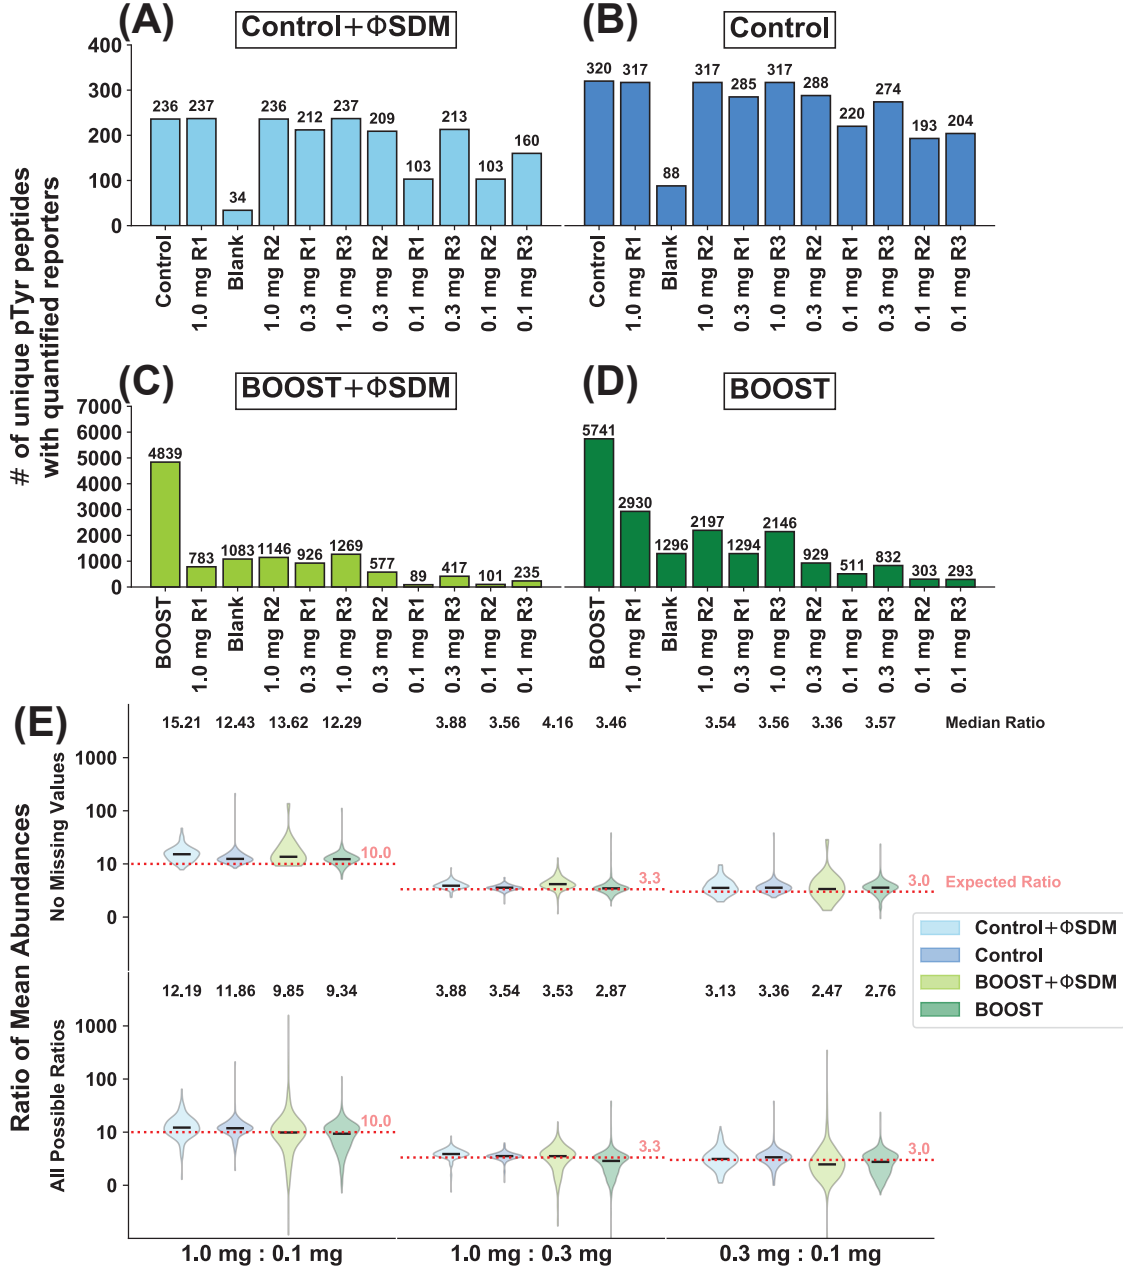 (A)
Control+ΦSDM
(B)
Control
# of unique pTyr peptides
with quantified reporters
400
300
200
100
0
236
237
34
236
212
237
209
103
213
103
160
Control
1.0 mg R1
Blank
1.0 mg R2
0.3 mg R1
1.0 mg R3
0.3 mg R2
0.1 mg R1
0.3 mg R3
0.1 mg R2
0.1 mg R3
320
317
88
317
285
317
288
220
274
193
204
Control
1.0 mg R1
Blank
1.0 mg R2
0.3 mg R1
1.0 mg R3
0.3 mg R2
0.1 mg R1
0.3 mg R3
0.1 mg R2
0.1 mg R3
(C)
BOOST+ΦSDM
(D)
BOOST
7000
6000
5000
4000
3000
2000
1000
0
4839
783
1083
1146
926
1269
577
89
417
101
235
BOOST
1.0 mg R1
Blank
1.0 mg R2
0.3 mg R1
1.0 mg R3
0.3 mg R2
0.1 mg R1
0.3 mg R3
0.1 mg R2
0.1 mg R3
5741
2930
1296
2197
1294
2146
929
511
832
303
293
BOOST
1.0 mg R1
Blank
1.0 mg R2
0.3 mg R1
1.0 mg R3
0.3 mg R2
0.1 mg R1
0.3 mg R3
0.1 mg R2
0.1 mg R3
(E)
Ratio of Mean Abundances
No Missing Values
15.21 12.43 13.62 12.29 3.88 3.56 4.16 3.46 3.54 3.56 3.36 3.57 Median Ratio
1000
100
10
0
10.0
3.3
3.0
Expected Ratio
Control+ΦSDM
Control
BOOST+ΦSDM
BOOST
All Possible Ratios
12.19 11.86 9.85 9.34 3.88 3.54 3.53 2.87 3.13 3.36 2.47 2.76
1000
100
10
0
10.0
3.3
3.0
1.0 mg : 0.1 mg
1.0 mg : 0.3 mg
0.3 mg : 0.1 mg